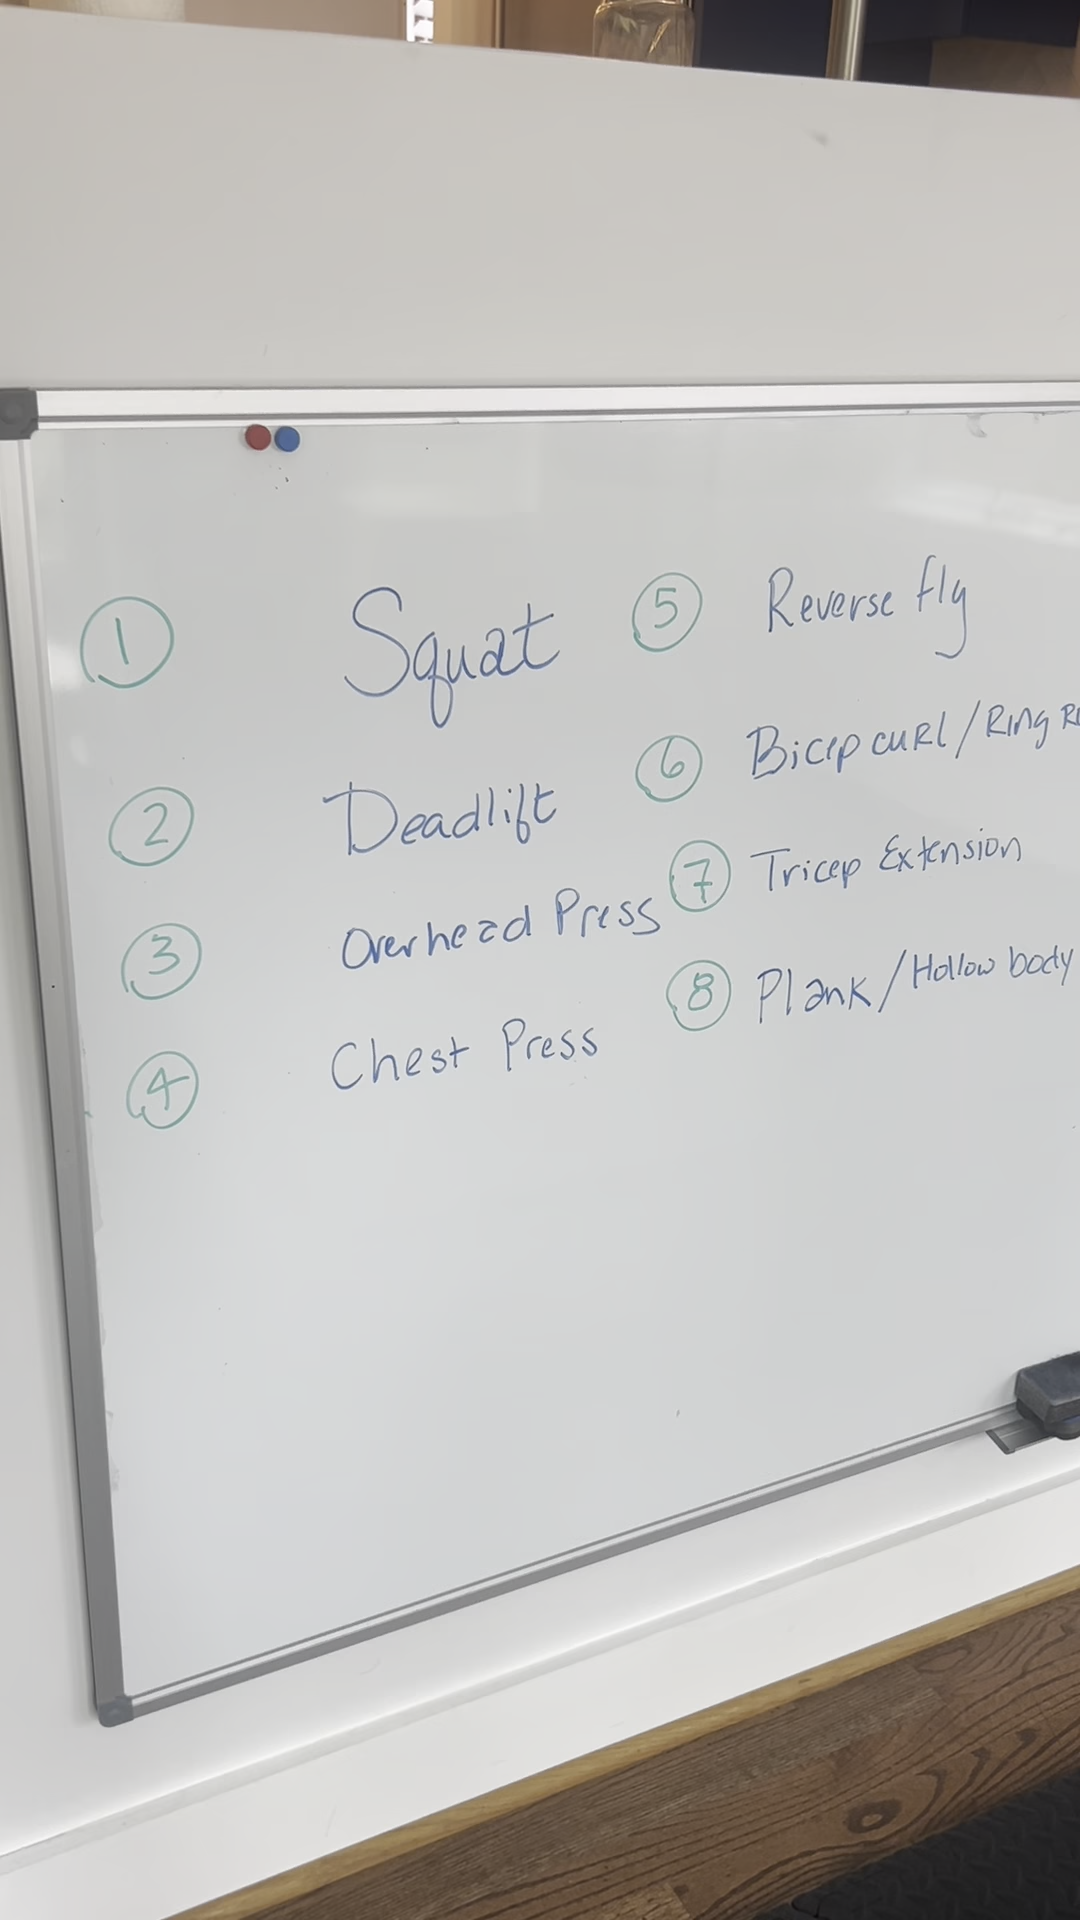 1 Squat
2 Deadlift
3 Overhead Press
4 Chest Press
5 Reverse fly
6 Bicep curl / Ring
7 Tricep Extension
8 Plank / Hollow body